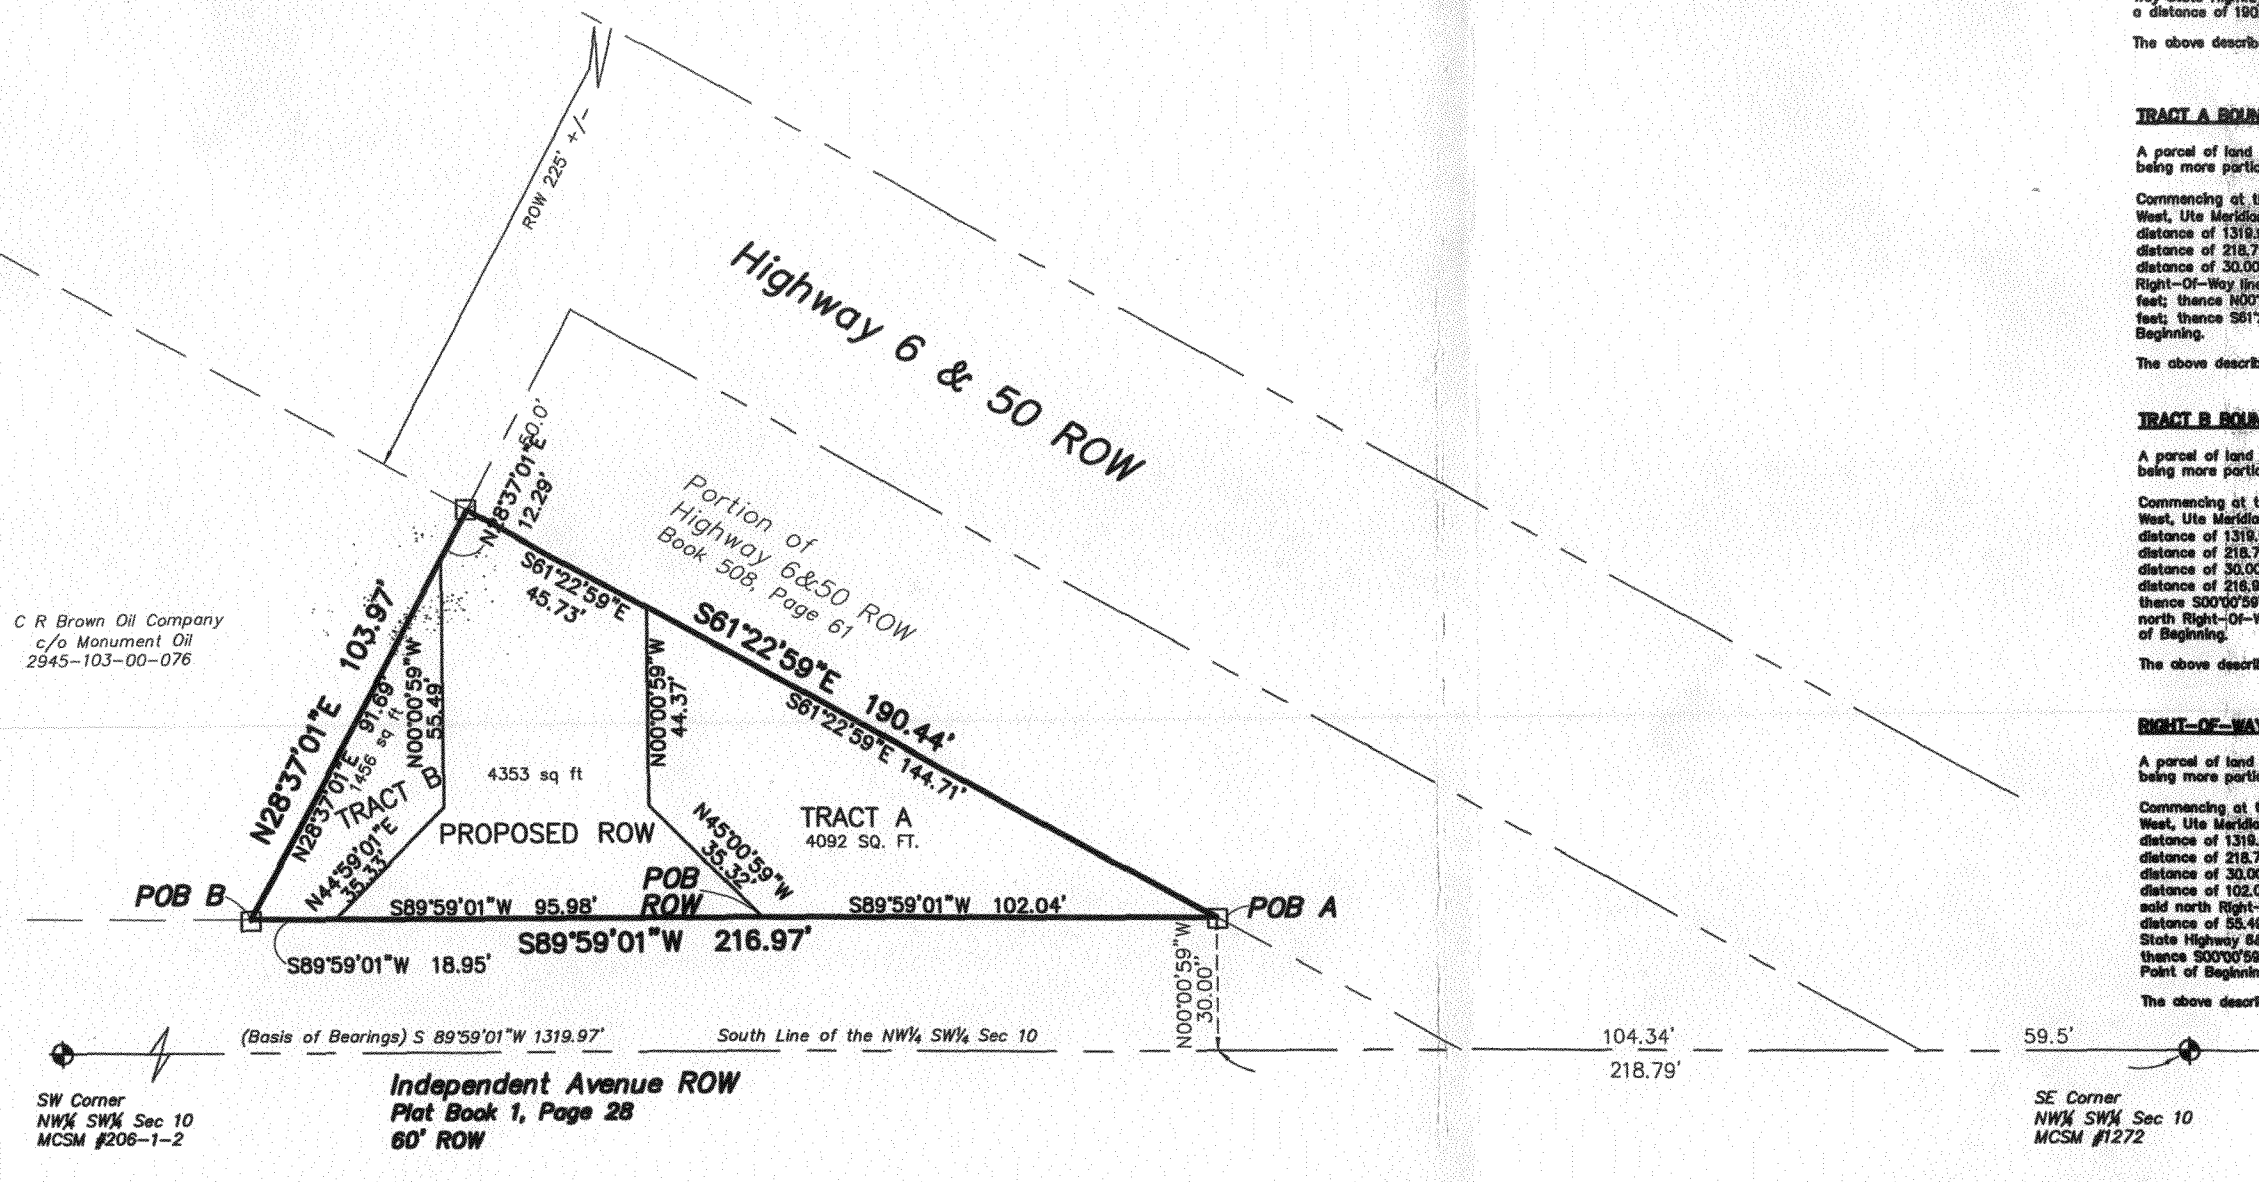 ROW 225' +/-
Highway 6 & 50 ROW
50.0'
N28°37'01"E
12.29'
Portion of
Highway 6&50 ROW
Book 508, Page 61
S61°22'59"E
45.73'
S61°22'59"E 190.44'
S61°22'59"E 144.71'
C R Brown Oil Company
c/o Monument Oil
2945-103-00-076
N28°37'01"E 103.97'
N28°37'01"E 91.69'
1456 sq ft
TRACT B
N00°00'59"W
55.49'
N44°59'01"E
35.33'
4353 sq ft
PROPOSED ROW
N00°00'59"W
44.37'
N45°00'59"W
35.32'
TRACT A
4092 SQ. FT.
POB B
POB
ROW
POB A
S89°59'01"W 95.98'
S89°59'01"W 102.04'
S89°59'01"W 216.97'
S89°59'01"W 18.95'
N00°00'59"W
30.00'
(Basis of Bearings) S 89°59'01"W 1319.97'
South Line of the NW¼ SW¼ Sec 10
104.34'
218.79'
59.5'
Independent Avenue ROW
Plat Book 1, Page 28
60' ROW
SW Corner
NW¼ SW¼ Sec 10
MCSM #206-1-2
SE Corner
NW¼ SW¼ Sec 10
MCSM #1272
a distance of 190
The above describ
TRACT A BOUN
A parcel of land
being more partic
Commencing at t
West, Ute Meridia
distance of 1319.
distance of 218.7
distance of 30.00
Right-Of-Way line
feet; thence N00°
feet; thence S61°
Beginning.
The above describ
TRACT B BOUN
A parcel of land
being more partic
Commencing at t
West, Ute Meridia
distance of 1319.
distance of 218.7
distance of 30.00
distance of 216.9
thence S00°00'59
north Right-Of-W
of Beginning.
The above descri
RIGHT-OF-WAY
A parcel of land
being more partic
Commencing at t
West, Ute Meridia
distance of 1319.
distance of 218.7
distance of 30.00
distance of 102.0
said north Right-
distance of 55.4
State Highway 6&
thence S00°00'59
Point of Beginnin
The above descri